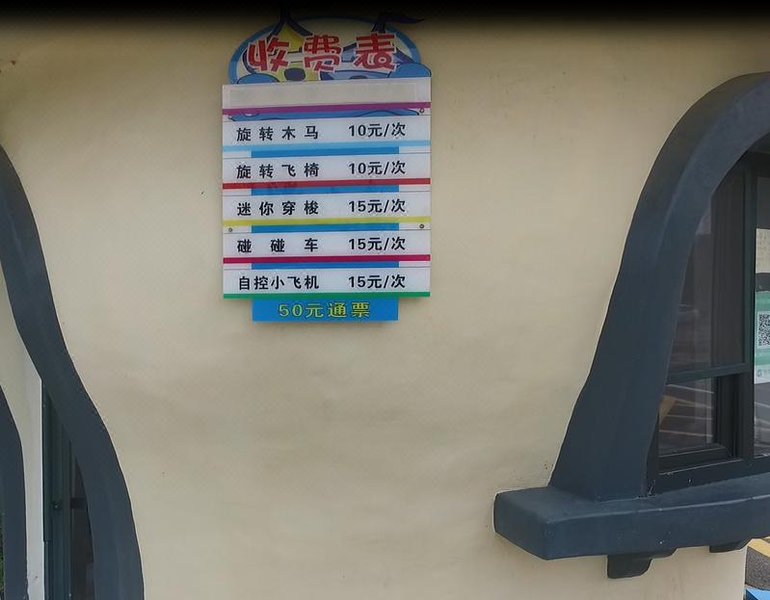 收费表
旋转木马 10元/次
旋转飞椅 10元/次
迷你穿梭 15元/次
碰碰车 15元/次
自控小飞机 15元/次
50元通票